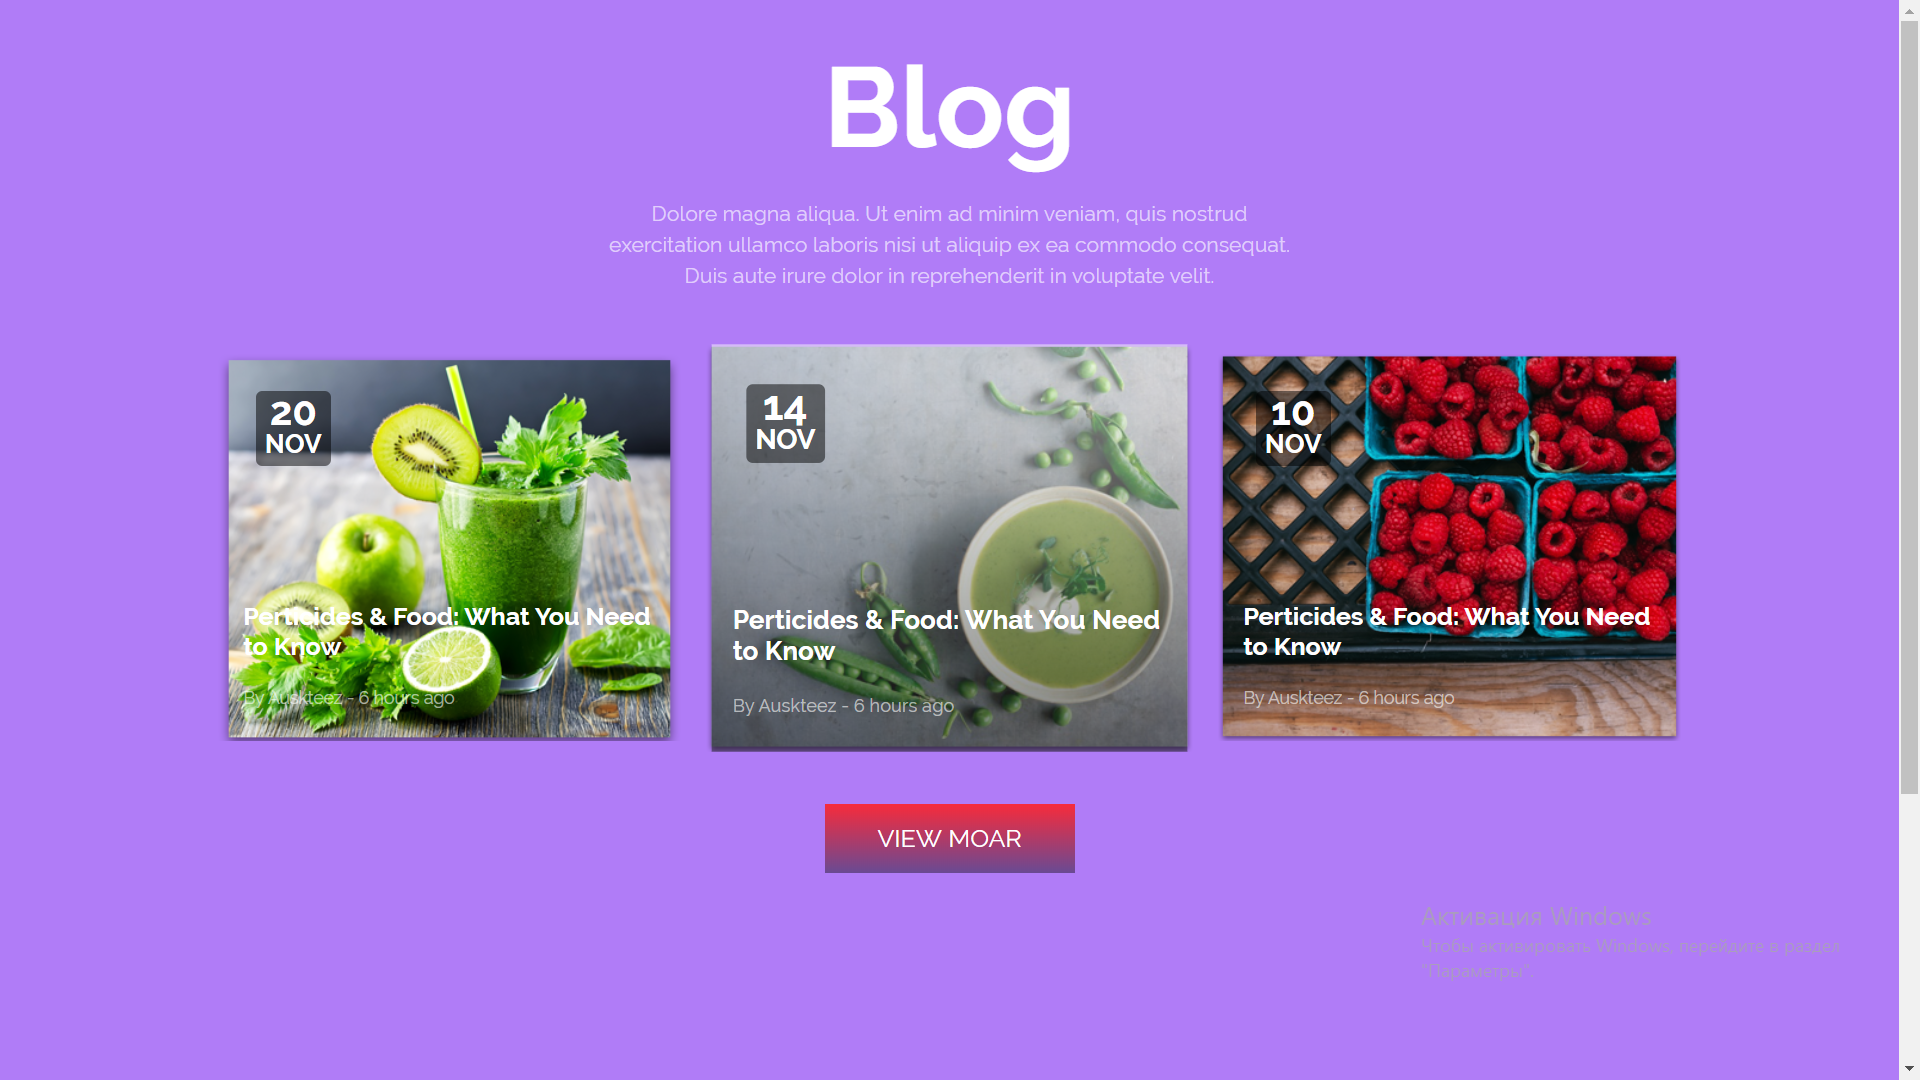 Blog
Dolore magna aliqua. Ut enim ad minim veniam, quis nostrud
exercitation ullamco laboris nisi ut aliquip ex ea commodo consequat.
Duis aute irure dolor in reprehenderit in voluptate velit.
20
NOV
Perticides & Food: What You Need
to Know
By Auskteez - 6 hours ago
14
NOV
Perticides & Food: What You Need
to Know
By Auskteez - 6 hours ago
10
NOV
Perticides & Food: What You Need
to Know
By Auskteez - 6 hours ago
VIEW MOAR
Активация Windows
Чтобы активировать Windows, перейдите в раздел
"Параметры".